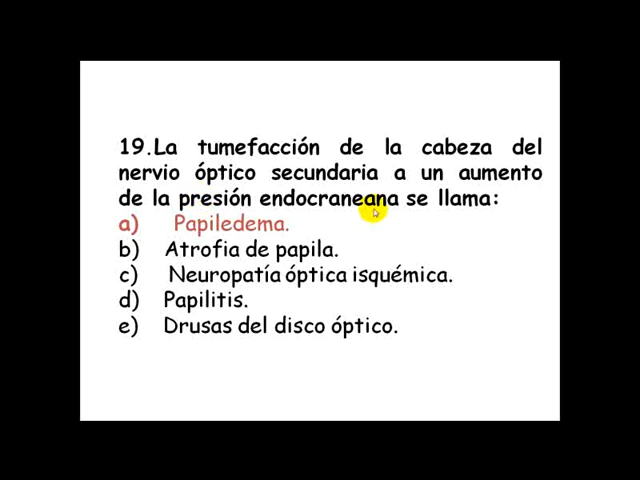 19.La tumefacción de la cabeza del
nervio óptico secundaria a un aumento
de la presión endocraneana se llama:
a) Papiledema.
b) Atrofia de papila.
c) Neuropatía óptica isquémica.
d) Papilitis.
e) Drusas del disco óptico.